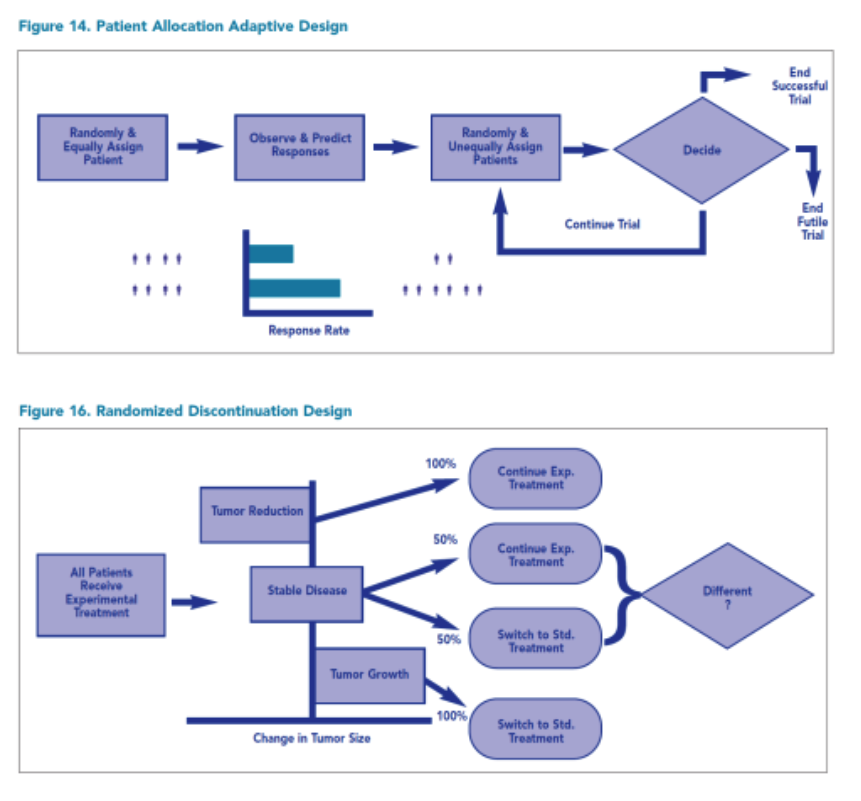 Figure 14. Patient Allocation Adaptive Design
Randomly &
Equally Assign
Patient
Observe & Predict
Responses
Randomly &
Unequally Assign
Patients
Decide
End
Successful
Trial
End
Futile
Trial
Continue Trial
Response Rate
Figure 16. Randomized Discontinuation Design
All Patients
Receive
Experimental
Treatment
Tumor Reduction
Stable Disease
Tumor Growth
Change in Tumor Size
100%
Continue Exp.
Treatment
50%
Continue Exp.
Treatment
50%
Switch to Std.
Treatment
100%
Switch to Std.
Treatment
Different
?